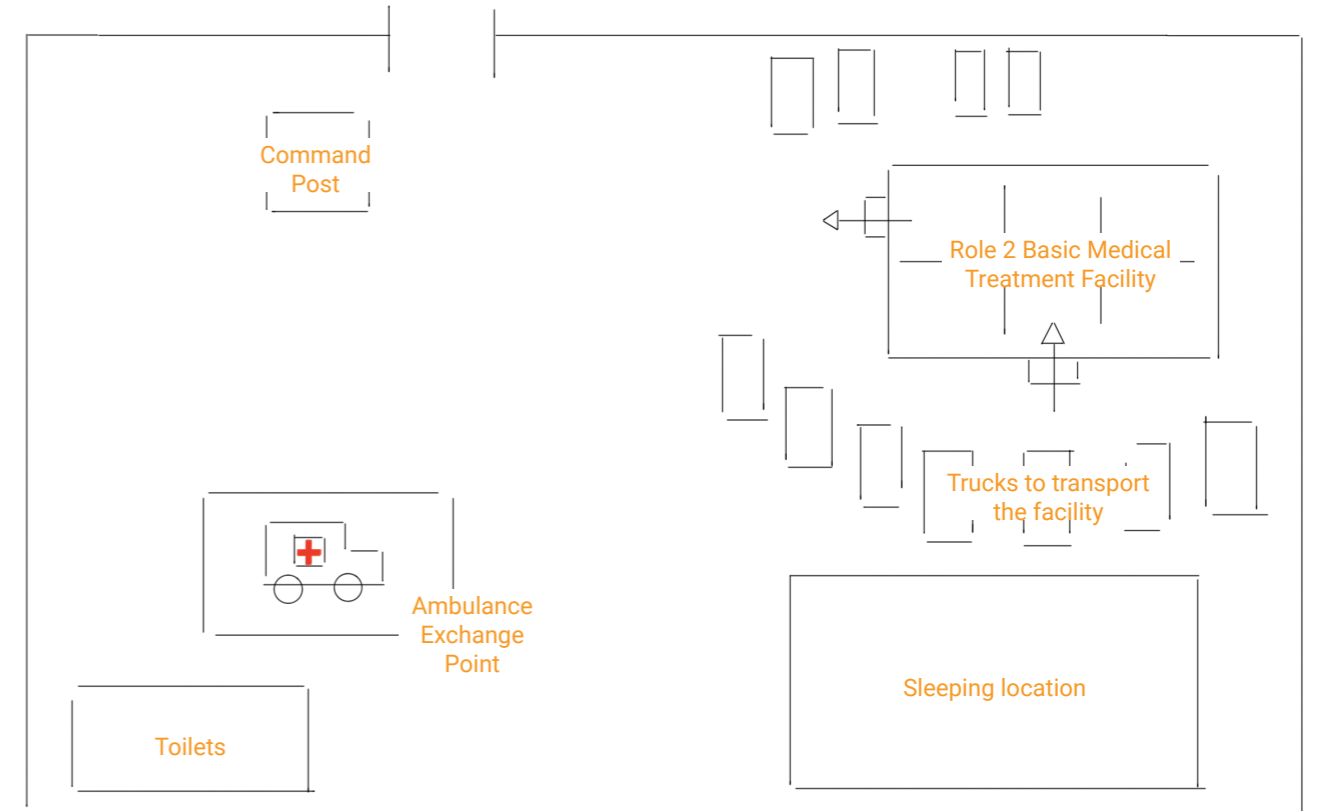 Command
Post
Role 2 Basic Medical
Treatment Facility
Trucks to transport
the facility
Ambulance
Exchange
Point
Sleeping location
Toilets